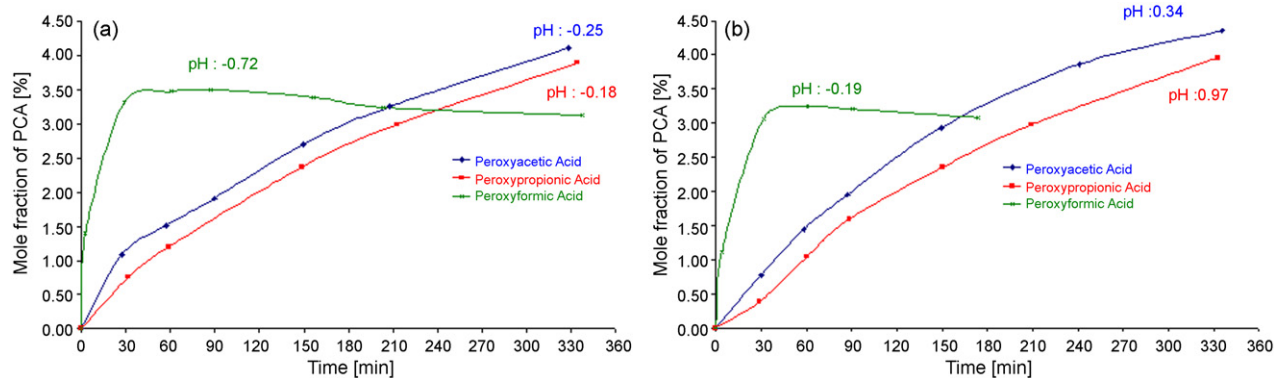 (a)
pH : -0.25
pH : -0.72
pH : -0.18
Mole fraction of PCA [%]
4.50
4.00
3.50
3.00
2.50
2.00
1.50
1.00
0.50
0.00
Peroxyacetic Acid
Peroxypropionic Acid
Peroxyformic Acid
0 30 60 90 120 150 180 210 240 270 300 330 360
Time [min]
(b)
pH :0.34
pH : -0.19
pH :0.97
Mole fraction of PCA [%]
4.50
4.00
3.50
3.00
2.50
2.00
1.50
1.00
0.50
0.00
Peroxyacetic Acid
Peroxypropionic Acid
Peroxyformic Acid
0 30 60 90 120 150 180 210 240 270 300 330 360
Time [min]